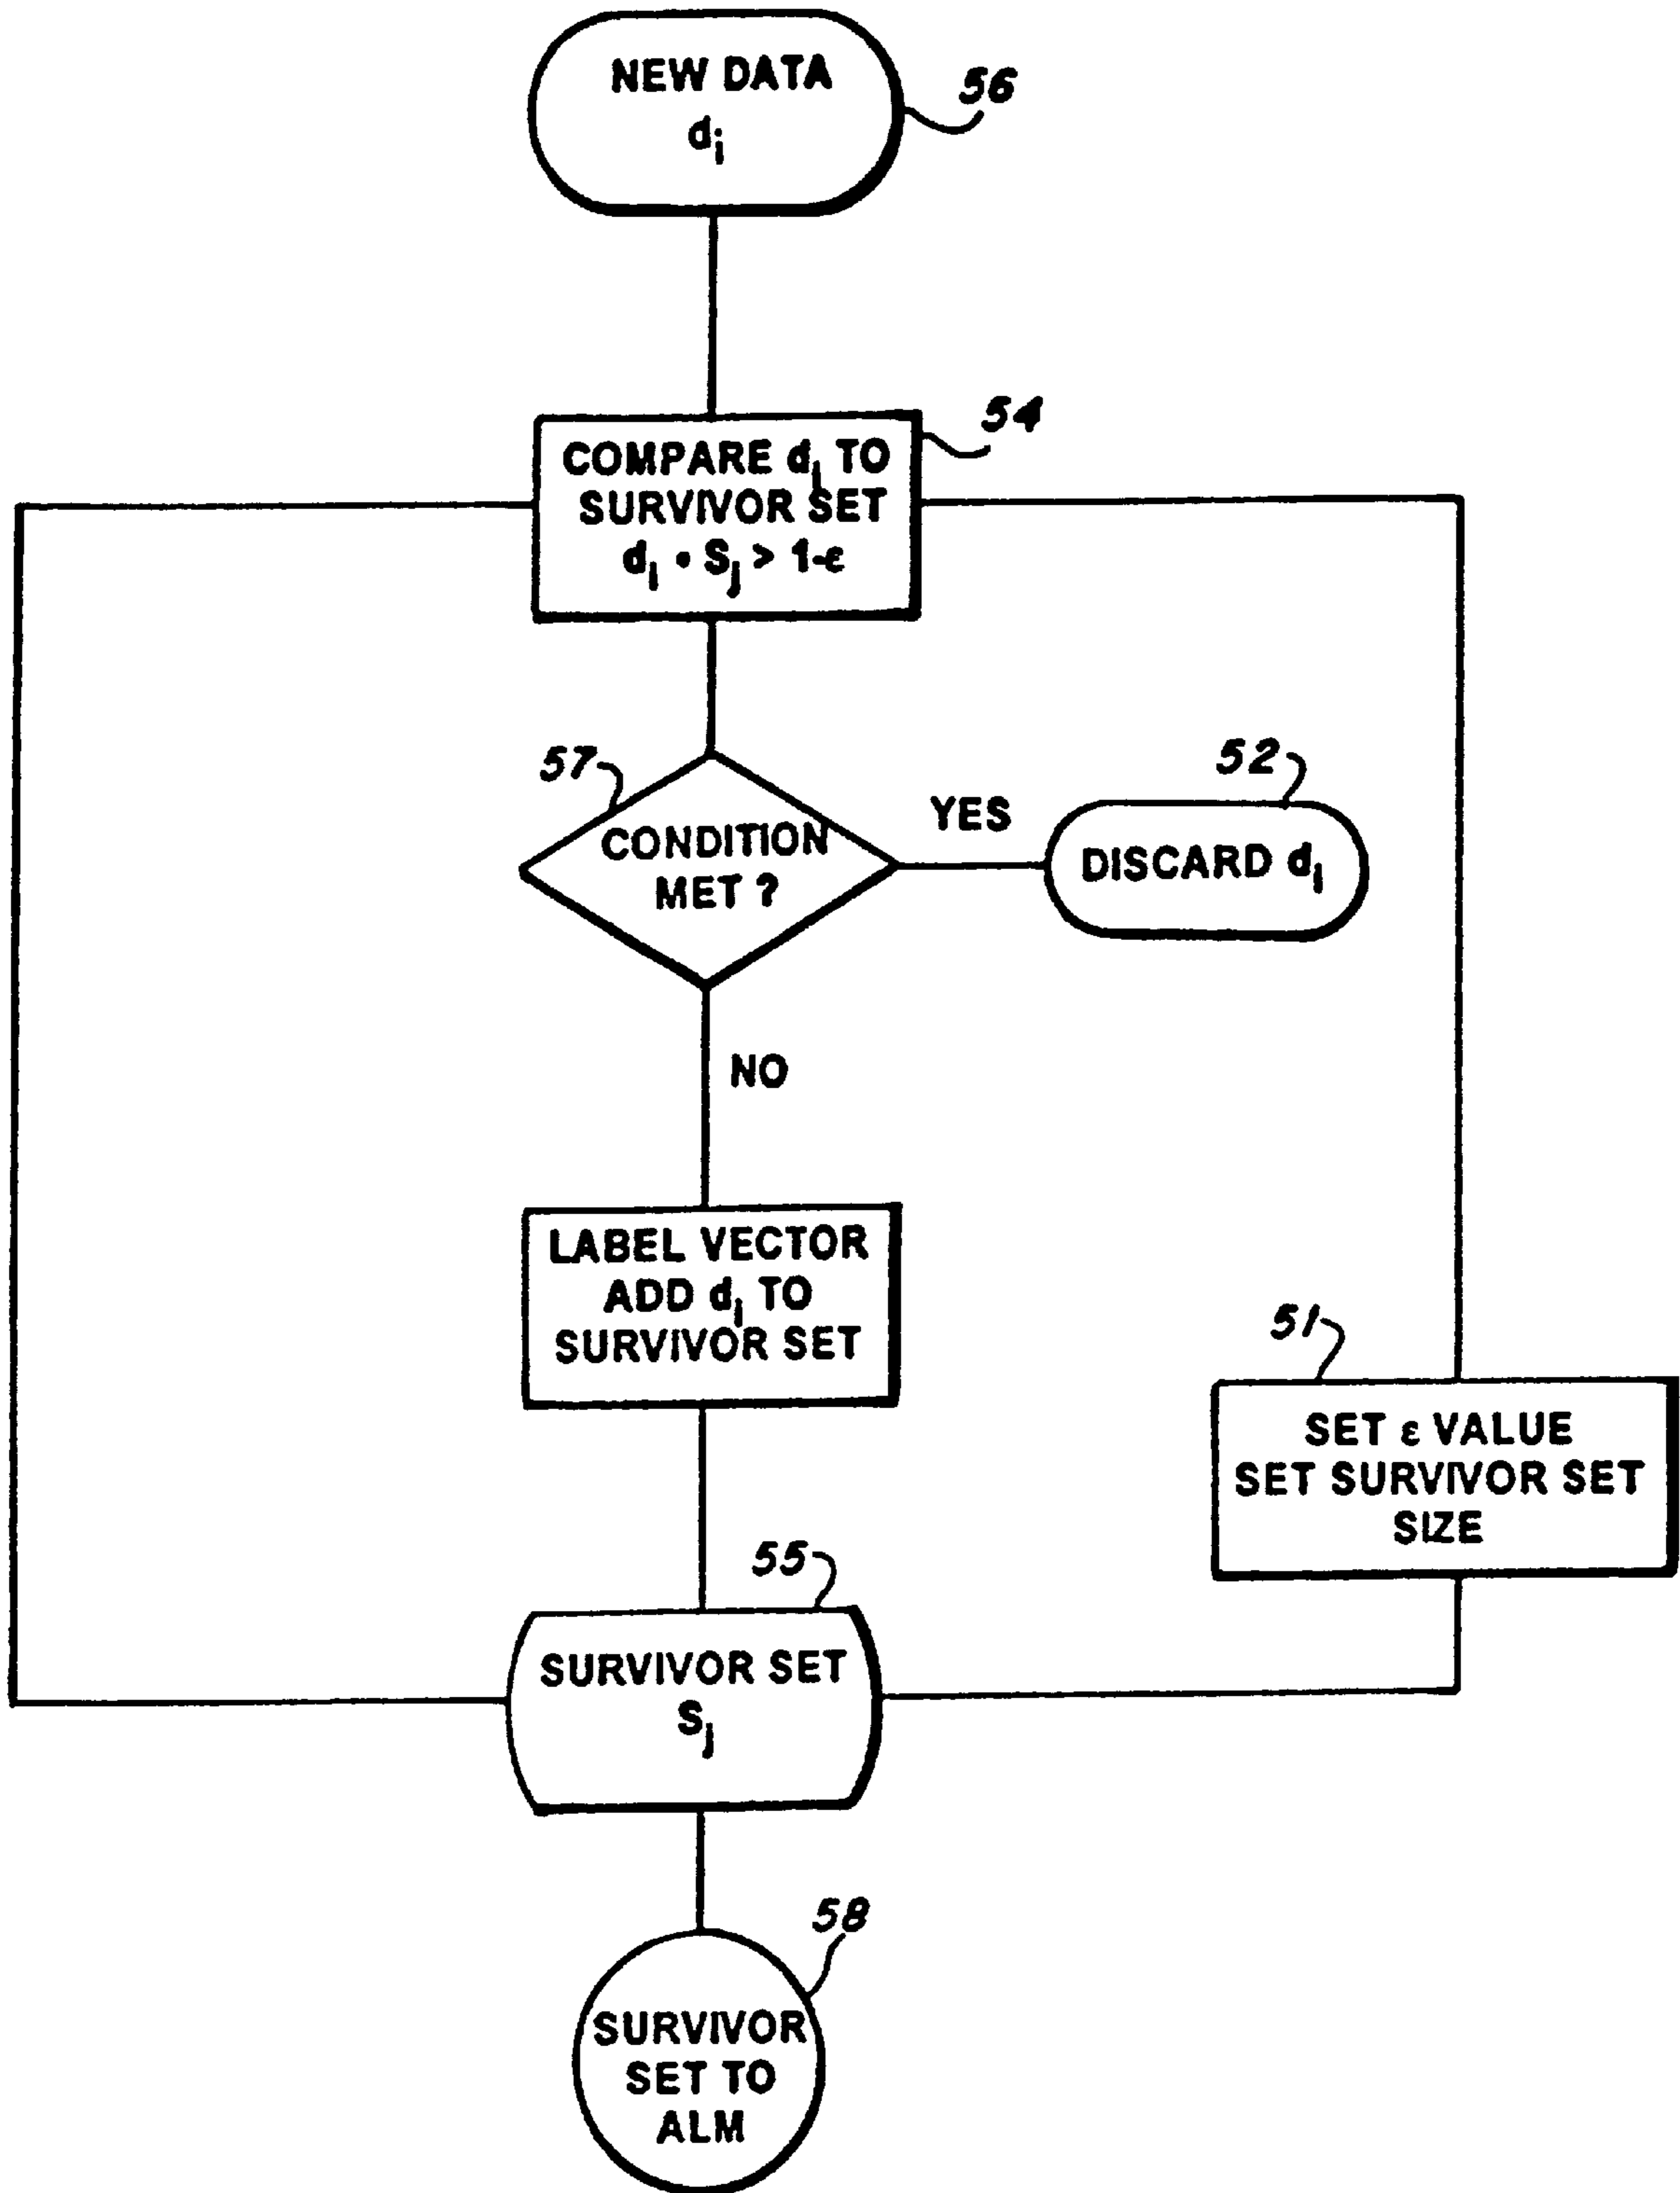 NEW DATA
dᵢ
56
54
COMPARE dᵢ TO
SURVIVOR SET
dᵢ • Sⱼ > 1-ε
57
CONDITION
MET ?
YES
52
DISCARD dᵢ
NO
LABEL VECTOR
ADD dᵢ TO
SURVIVOR SET
51
SET ε VALUE
SET SURVIVOR SET
SIZE
55
SURVIVOR SET
Sⱼ
58
SURVIVOR
SET TO
ALM